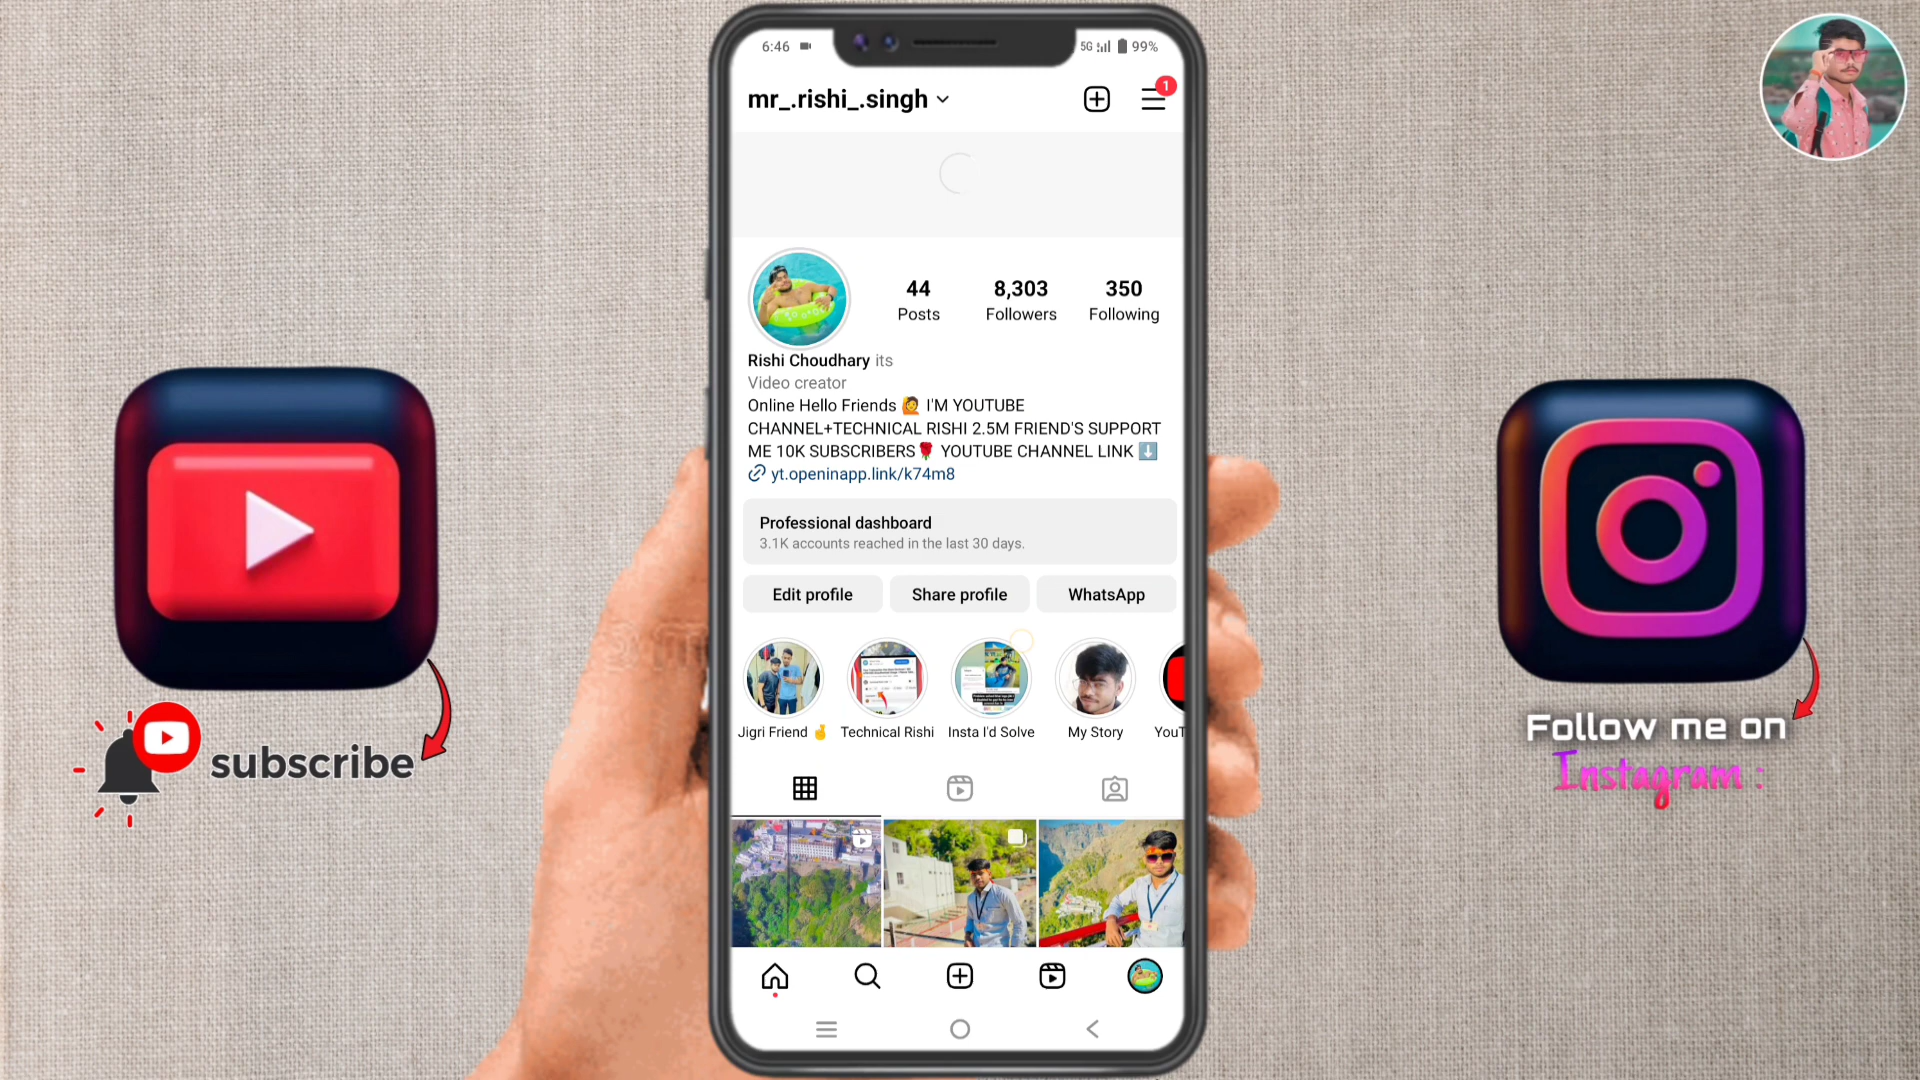 6:46
5G 99%
mr_.rishi_.singh
1
44
Posts
8,303
Followers
350
Following
Rishi Choudhary its
Video creator
Online Hello Friends 🙋 I'M YOUTUBE
CHANNEL+TECHNICAL RISHI 2.5M FRIEND'S SUPPORT
ME 10K SUBSCRIBERS🌹 YOUTUBE CHANNEL LINK ⬇️
yt.openinapp.link/k74m8
Professional dashboard
3.1K accounts reached in the last 30 days.
Edit profile
Share profile
WhatsApp
Jigri Friend 🤞
Technical Rishi
Insta I'd Solve
My Story
YouT
subscribe
Follow me on
Instagram :